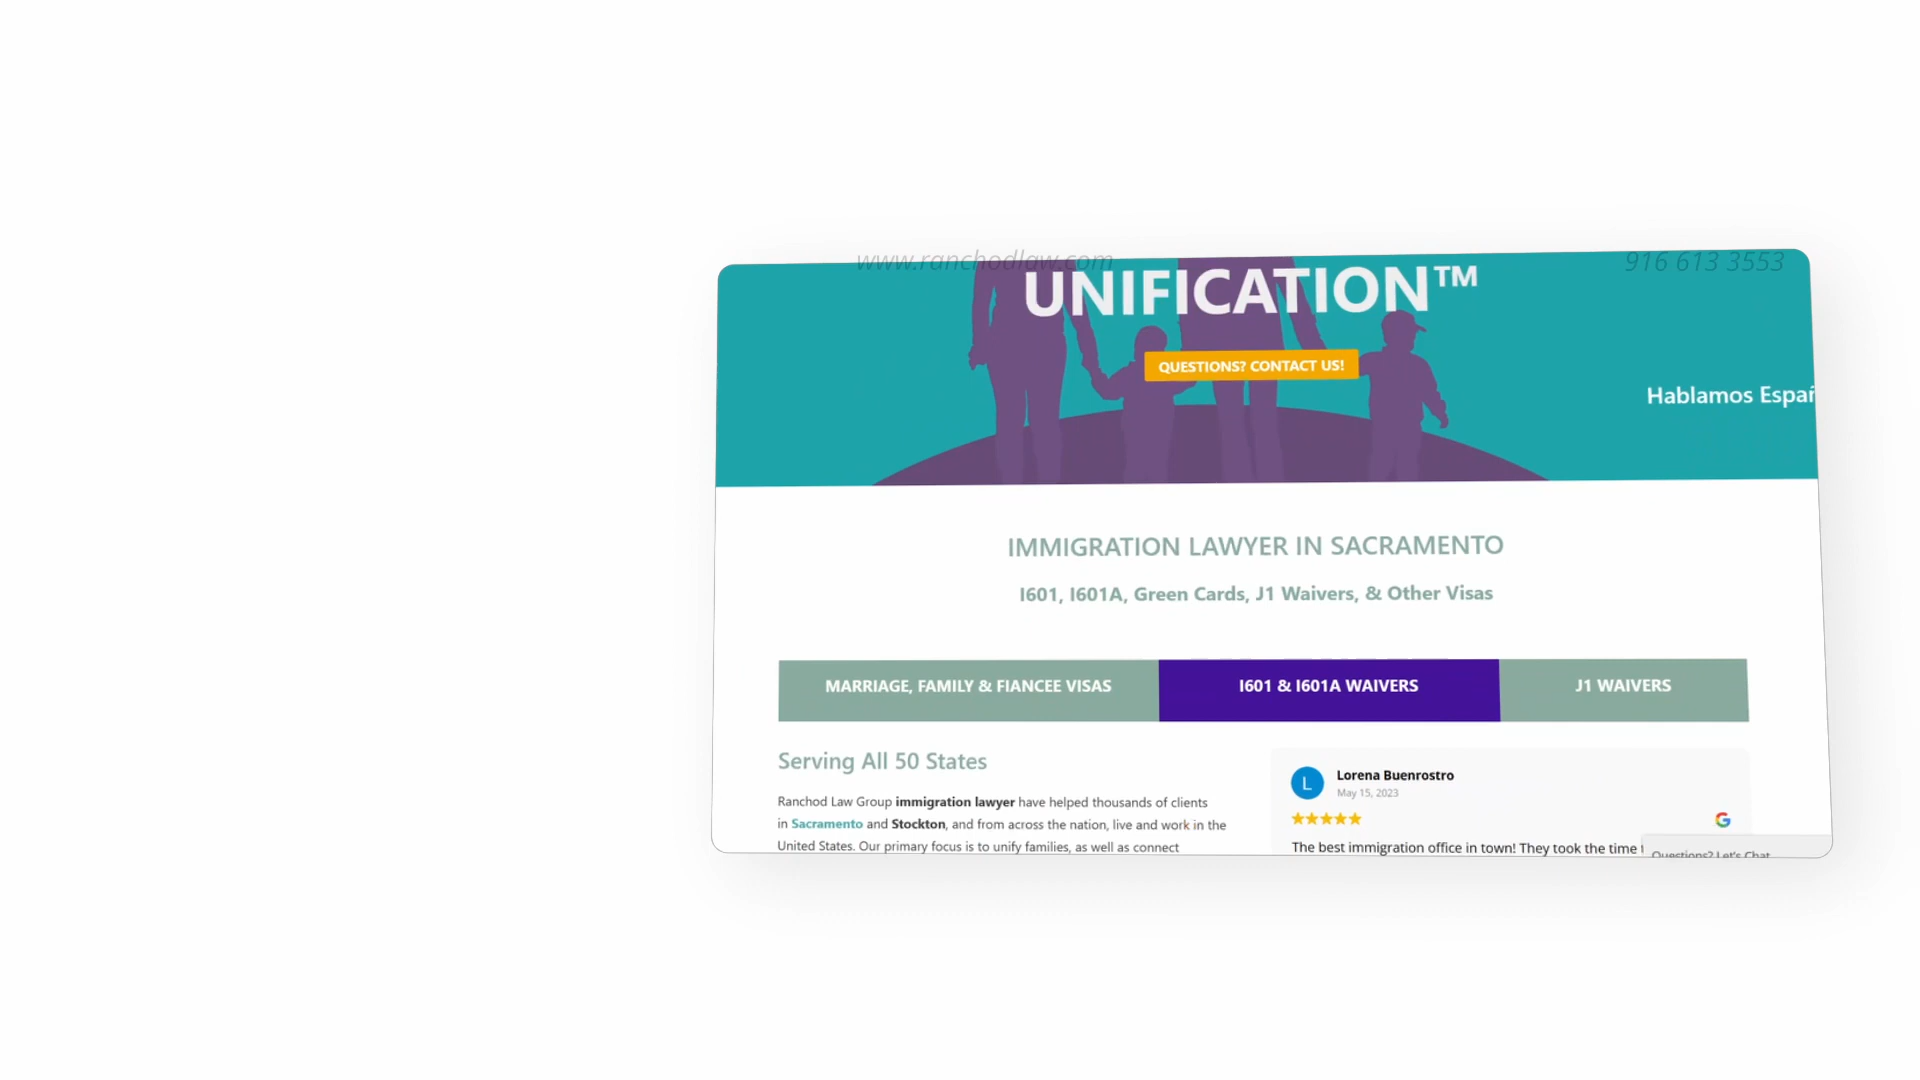 www.ranchodlaw.com
916 613 3553
UNIFICATION™
QUESTIONS? CONTACT US!
Hablamos Españ
IMMIGRATION LAWYER IN SACRAMENTO
I601, I601A, Green Cards, J1 Waivers, & Other Visas
MARRIAGE, FAMILY & FIANCEE VISAS
I601 & I601A WAIVERS
J1 WAIVERS
Serving All 50 States
Ranchod Law Group immigration lawyer have helped thousands of clients
in Sacramento and Stockton, and from across the nation, live and work in the
United States. Our primary focus is to unify families, as well as connect
L
Lorena Buenrostro
May 15, 2023
G
The best immigration office in town! They took the time
Questions? Let's Chat